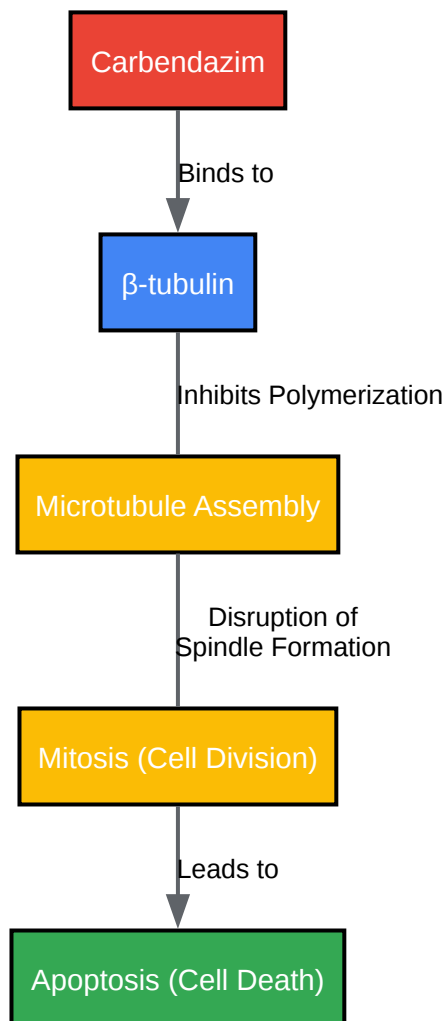 Carbendazim
Binds to
β-tubulin
Inhibits Polymerization
Microtubule Assembly
Disruption of
Spindle Formation
Mitosis (Cell Division)
Leads to
Apoptosis (Cell Death)